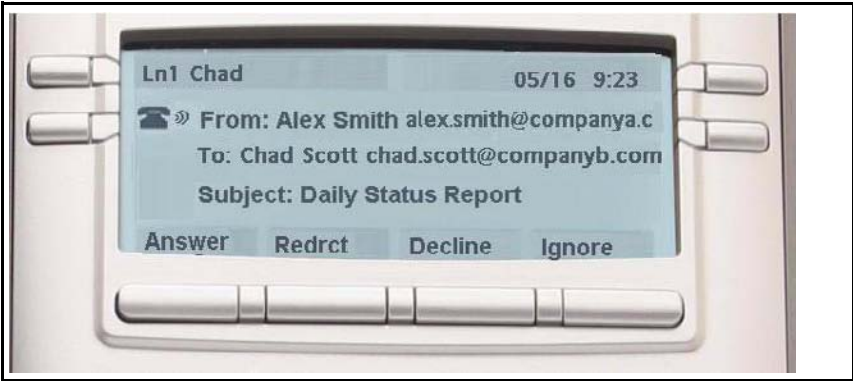 Ln1 Chad 05/16 9:23
From: Alex Smith alex.smith@companya.c
To: Chad Scott chad.scott@companyb.com
Subject: Daily Status Report
Answer Redrct Decline Ignore